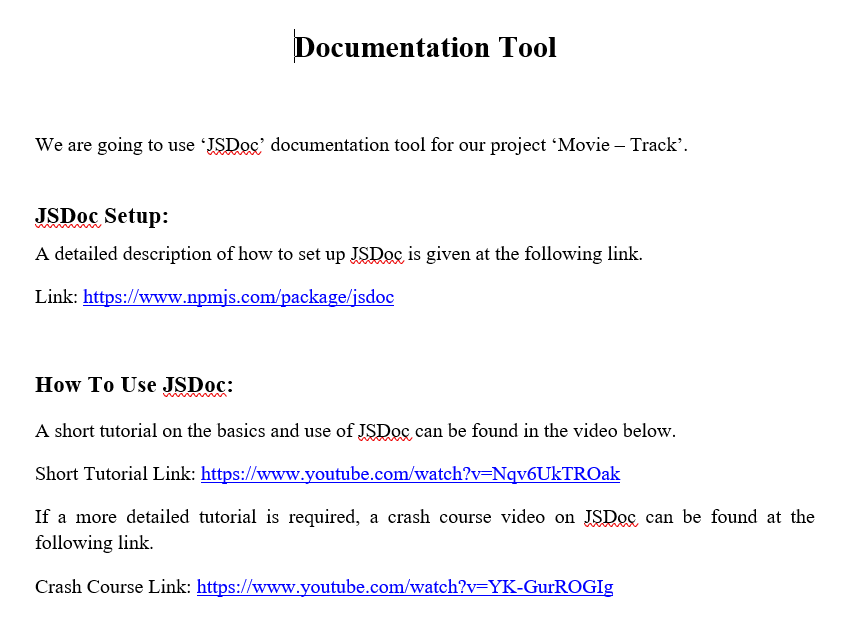 Documentation Tool
We are going to use ‘JSDoc’ documentation tool for our project ‘Movie – Track’.
JSDoc Setup:
A detailed description of how to set up JSDoc is given at the following link.
Link: https://www.npmjs.com/package/jsdoc
How To Use JSDoc:
A short tutorial on the basics and use of JSDoc can be found in the video below.
Short Tutorial Link: https://www.youtube.com/watch?v=Nqv6UkTROak
If a more detailed tutorial is required, a crash course video on JSDoc can be found at the
following link.
Crash Course Link: https://www.youtube.com/watch?v=YK-GurROGIg